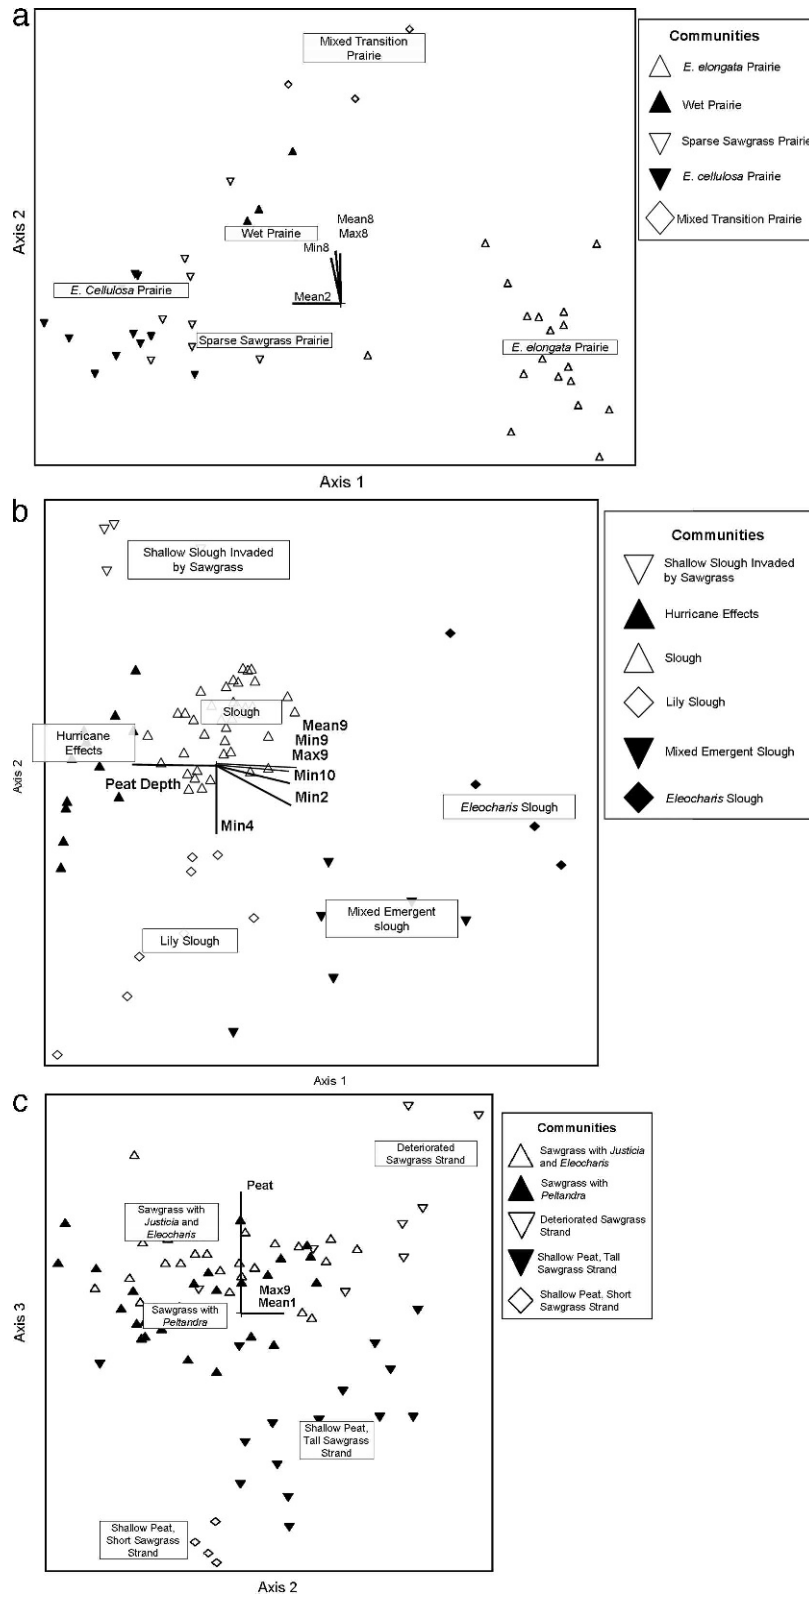 a
Mixed Transition
Prairie
Wet Prairie
Mean8
Max8
Min8
Mean2
E. Cellulosa Prairie
Sparse Sawgrass Prairie
E. elongata Prairie
Axis 2
Axis 1
Communities
E. elongata Prairie
Wet Prairie
Sparse Sawgrass Prairie
E. cellulosa Prairie
Mixed Transition Prairie
b
Shallow Slough Invaded
by Sawgrass
Slough
Hurricane
Effects
Mean9
Min9
Max9
Min10
Min2
Peat Depth
Min4
Eleocharis Slough
Mixed Emergent
slough
Lily Slough
Axis 2
Axis 1
Communities
Shallow Slough Invaded
by Sawgrass
Hurricane Effects
Slough
Lily Slough
Mixed Emergent Slough
Eleocharis Slough
c
Deteriorated
Sawgrass Strand
Peat
Sawgrass with
Justicia and
Eleocharis
Max9
Mean1
Sawgrass with
Peltandra
Shallow Peat,
Tall Sawgrass
Strand
Shallow Peat,
Short Sawgrass
Strand
Axis 3
Axis 2
Communities
Sawgrass with Justicia
and Eleocharis
Sawgrass with
Peltandra
Deteriorated Sawgrass
Strand
Shallow Peat, Tall
Sawgrass Strand
Shallow Peat, Short
Sawgrass Strand